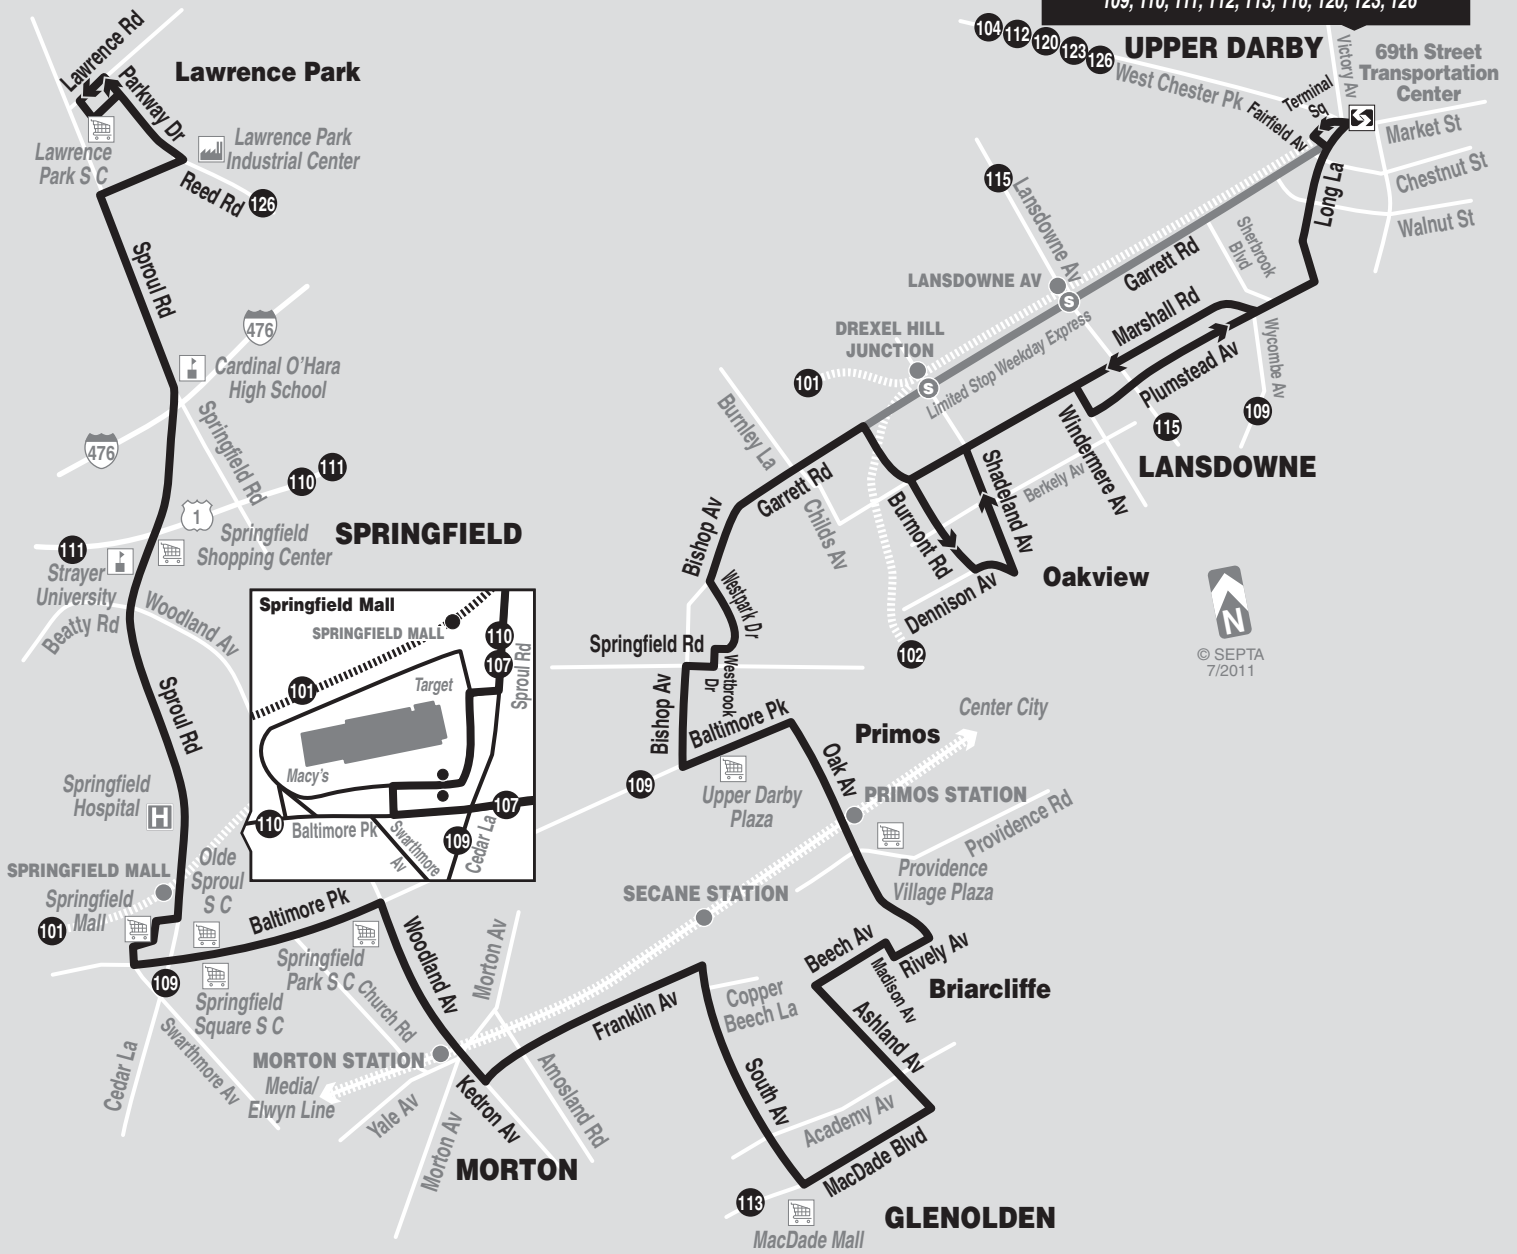 109, 110, 111, 112, 113, 116, 120, 123, 126
104
112
120
123
126
UPPER DARBY
West Chester Pk
Victory Av
69th Street
Transportation
Center
Terminal
Sq
Fairfield Av
S
Market St
Chestnut St
Walnut St
Long La
Lawrence Rd
Parkway Dr
Lawrence Park
Lawrence
Park S C
Lawrence Park
Industrial Center
Reed Rd
126
Sproul Rd
476
Cardinal O'Hara
High School
476
Springfield Rd
110
111
1
Springfield
Shopping Center
SPRINGFIELD
111
Strayer
University
Beatty Rd
Woodland Av
Sproul Rd
Springfield
Hospital
H
SPRINGFIELD MALL
Springfield
Mall
101
Olde
Sproul
S C
Springfield Mall
SPRINGFIELD MALL
110
107
Sproul Rd
101
Target
Macy's
110
Baltimore Pk
Swarthmore
Av
109
Cedar La
107
115
Lansdowne Av
LANSDOWNE AV
S
Garrett Rd
Sherbrook
Blvd
DREXEL HILL
JUNCTION
101
S
Limited Stop Weekday Express
Marshall Rd
Plumstead Av
Wycombe Av
109
115
Windermere Av
LANSDOWNE
Burnley La
Garrett Rd
Childs Av
Bishop Av
Burmont Rd
Shadeland Av
Berkely Av
Dennison Av
Oakview
102
N
© SEPTA
7/2011
Westpark Dr
Springfield Rd
Westbrook
Dr
Bishop Av
Baltimore Pk
109
Upper Darby
Plaza
Oak Av
Primos
Center City
PRIMOS STATION
Providence Rd
Providence
Village Plaza
SECANE STATION
Beech Av
Rively Av
Madison Av
Briarcliffe
Ashland Av
Baltimore Pk
109
Springfield
Square S C
Springfield
Park S C
Church Rd
Woodland Av
Morton Av
Cedar La
Swarthmore Av
MORTON STATION
Media/
Elwyn Line
Yale Av
Morton Av
Kedron Av
Amosland Rd
MORTON
Franklin Av
Copper
Beech La
South Av
Academy Av
MacDade Blvd
113
MacDade Mall
GLENOLDEN